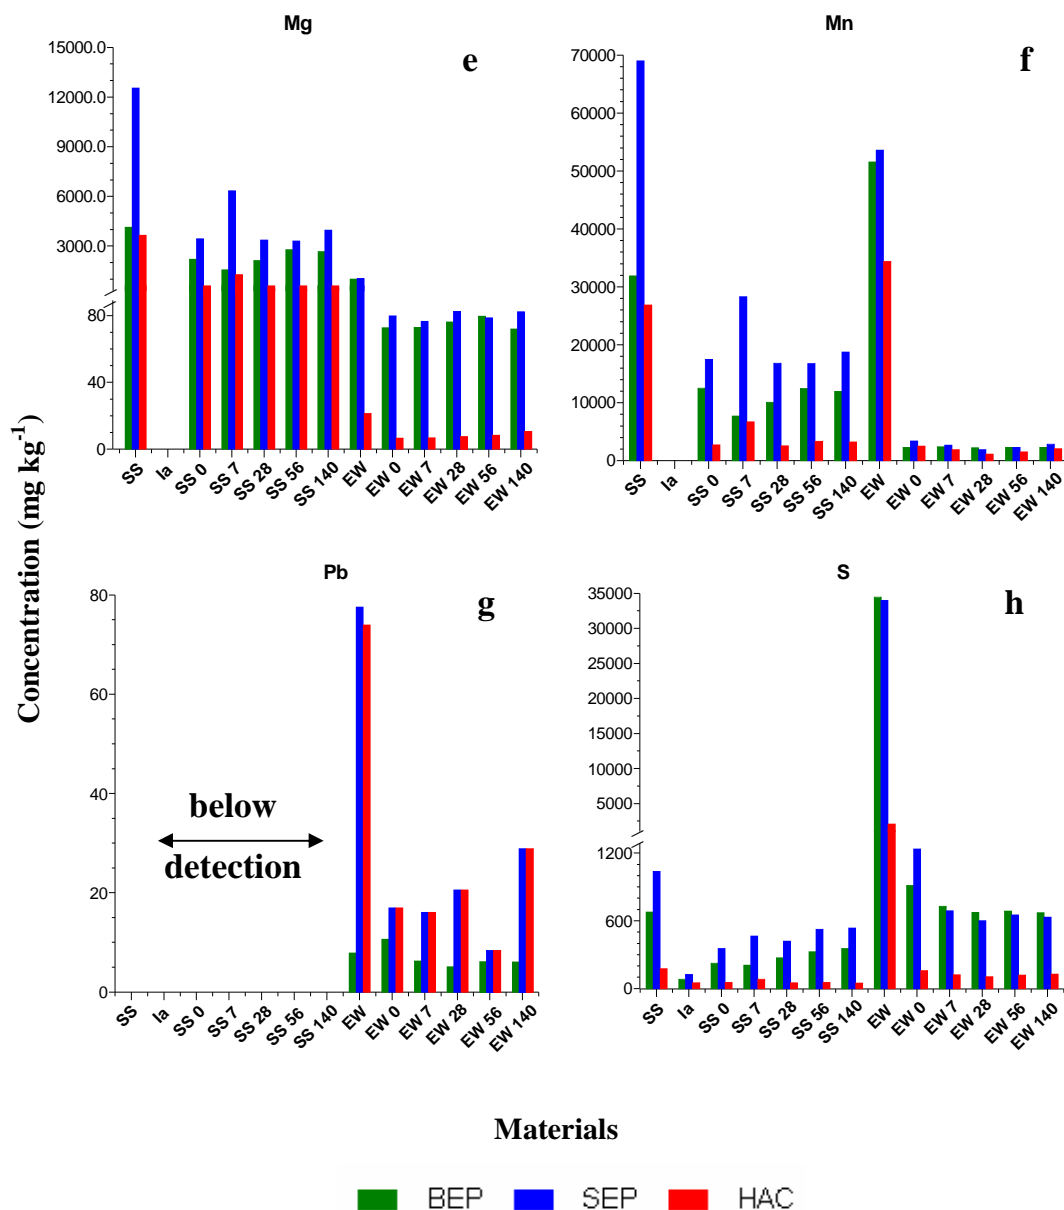 Mg
e
15000.0
12000.0
9000.0
6000.0
3000.0
80
40
0
SS Ia SS 0 SS 7 SS 28 SS 56 SS 140 EW EW 0 EW 7 EW 28 EW 56 EW 140
Mn
f
70000
60000
50000
40000
30000
20000
10000
0
SS Ia SS 0 SS 7 SS 28 SS 56 SS 140 EW EW 0 EW 7 EW 28 EW 56 EW 140
Concentration (mg kg⁻¹)
Pb
g
80
60
40
20
0
below
detection
SS Ia SS 0 SS 7 SS 28 SS 56 SS 140 EW EW 0 EW 7 EW 28 EW 56 EW 140
S
h
35000
30000
25000
20000
15000
10000
5000
1200
600
0
SS Ia SS 0 SS 7 SS 28 SS 56 SS 140 EW EW 0 EW 7 EW 28 EW 56 EW 140
Materials
BEP SEP HAC